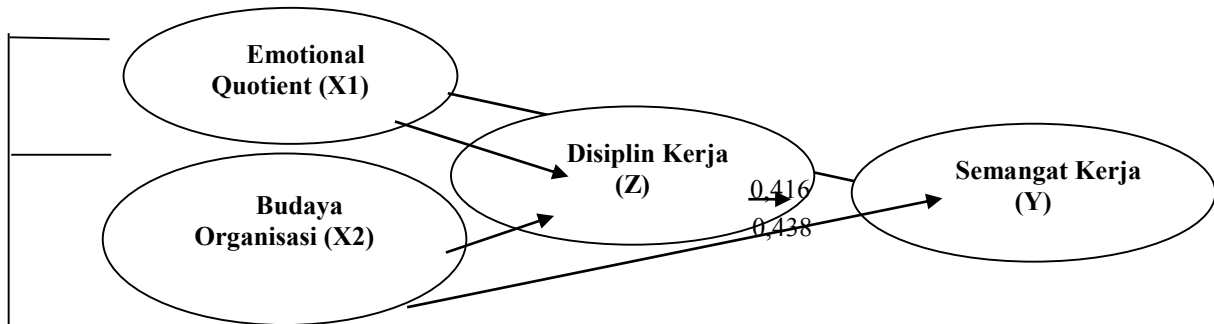 Emotional
Quotient (X1)
Budaya
Organisasi (X2)
Disiplin Kerja
(Z)
0,416
0,438
Semangat Kerja
(Y)